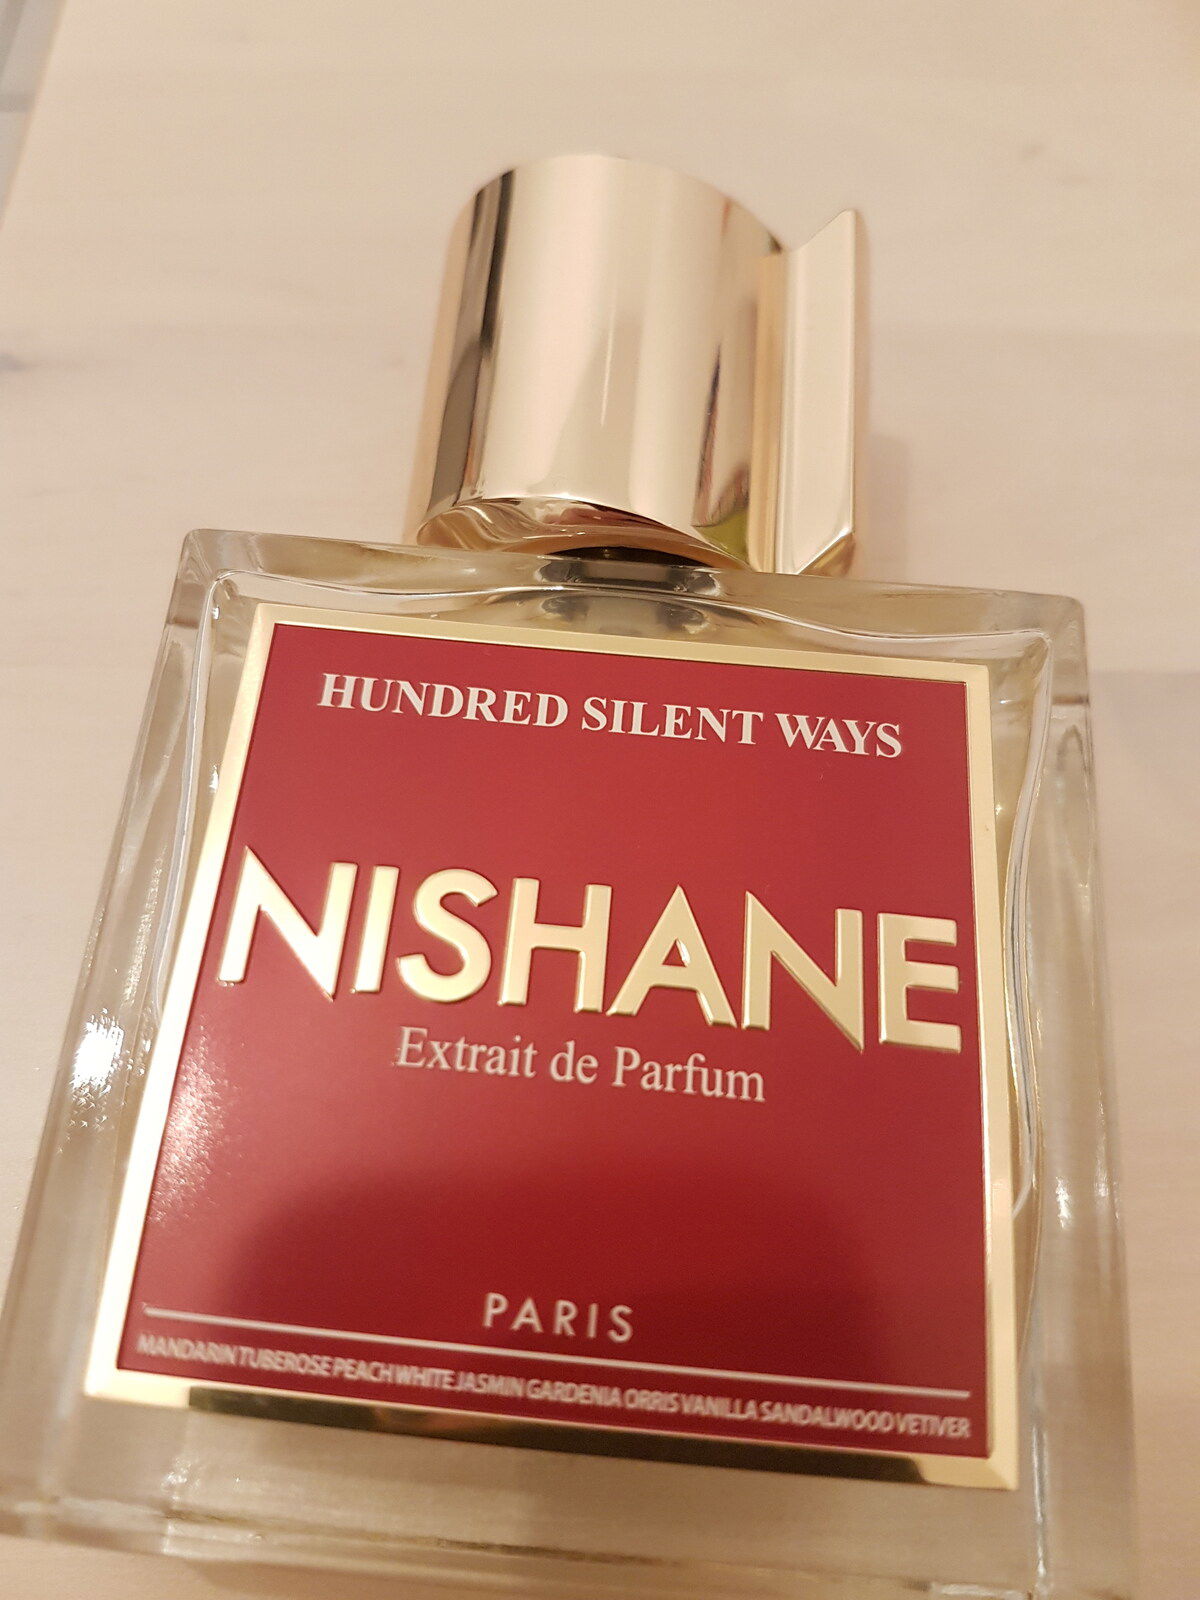 HUNDRED SILENT WAYS
NISHANE
Extrait de Parfum
PARIS
MANDARIN TUBEROSE PEACH WHITE JASMIN GARDENIA ORRIS VANILLA SANDALWOOD VETIVER